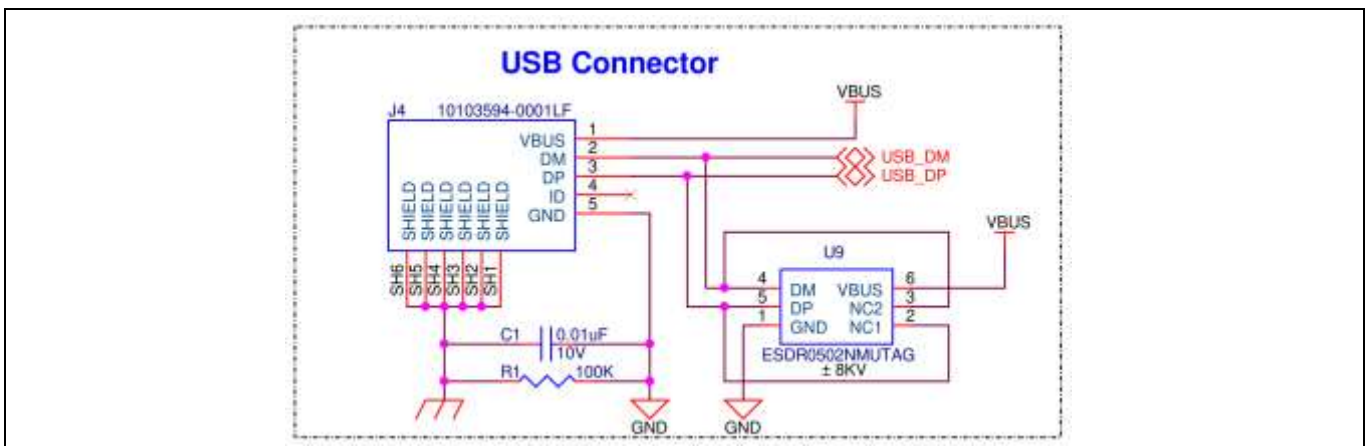 USB Connector
J4 10103594-0001LF
VBUS
VBUS 1
DM 2
DP 3
ID 4
GND 5
USB_DM
USB_DP
SHIELD SHIELD SHIELD SHIELD SHIELD SHIELD
SH6 SH5 SH4 SH3 SH2 SH1
VBUS
U9
4 DM VBUS 6
5 DP NC2 3
1 GND NC1 2
ESDR0502NMUTAG
± 8KV
C1 0.01uF
10V
R1 100K
GND
GND